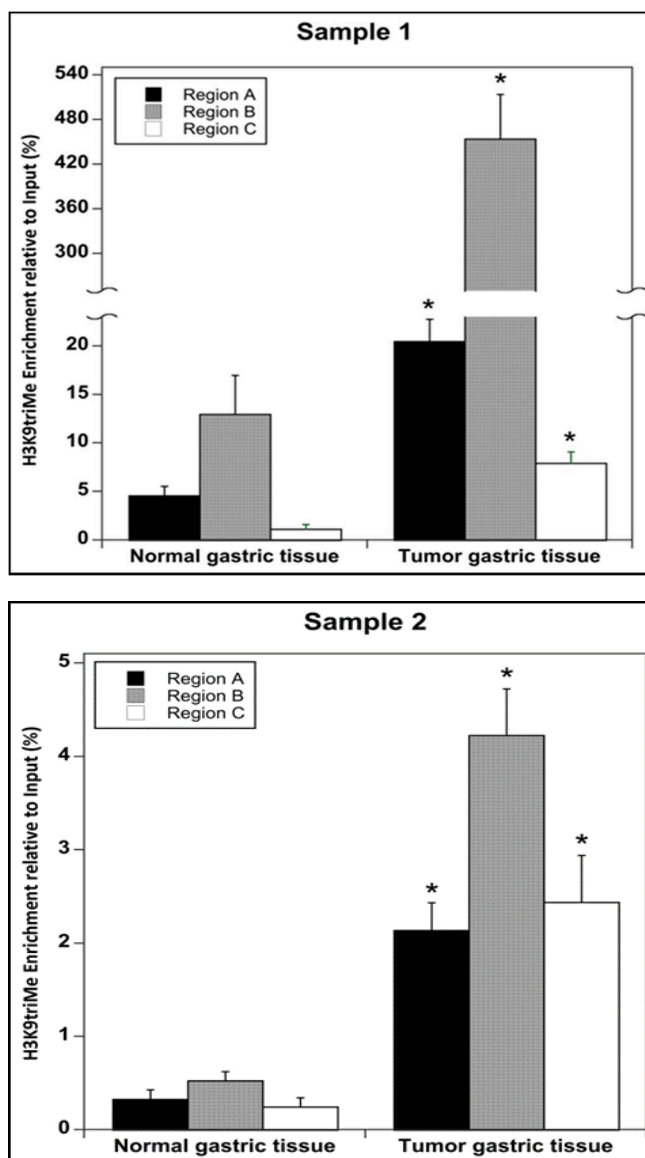 Sample 1
H3K9triMe Enrichment relative to Input (%)
540
480
420
360
300
20
15
10
5
0
Region A
Region B
Region C
*
*
*
Normal gastric tissue
Tumor gastric tissue
Sample 2
H3K9triMe Enrichment relative to Input (%)
5
4
3
2
1
0
Region A
Region B
Region C
*
*
*
Normal gastric tissue
Tumor gastric tissue